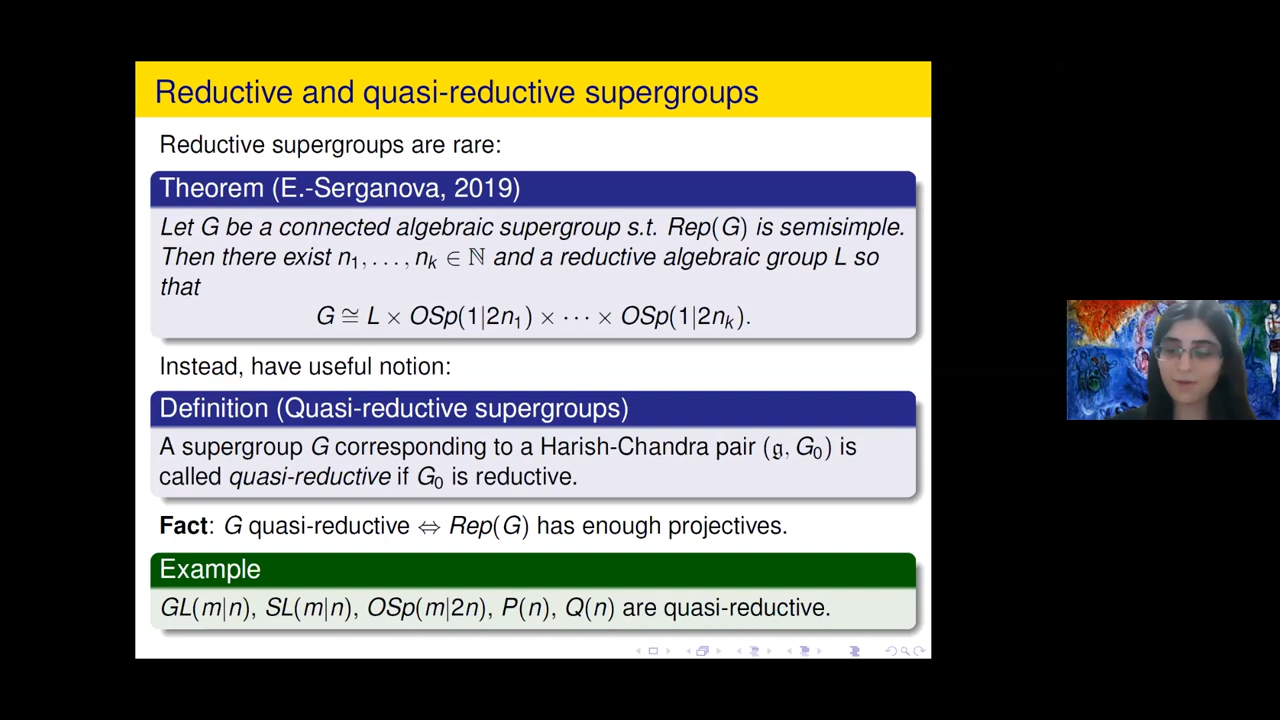 Reductive and quasi-reductive supergroups
Reductive supergroups are rare:
Theorem (E.-Serganova, 2019)
Let G be a connected algebraic supergroup s.t. Rep(G) is semisimple.
Then there exist n₁, . . . , nₖ ∈ ℕ and a reductive algebraic group L so
that
G ≅ L × OSp(1|2n₁) × · · · × OSp(1|2nₖ).
Instead, have useful notion:
Definition (Quasi-reductive supergroups)
A supergroup G corresponding to a Harish-Chandra pair (𝔤, G₀) is
called quasi-reductive if G₀ is reductive.
Fact: G quasi-reductive ⇔ Rep(G) has enough projectives.
Example
GL(m|n), SL(m|n), OSp(m|2n), P(n), Q(n) are quasi-reductive.